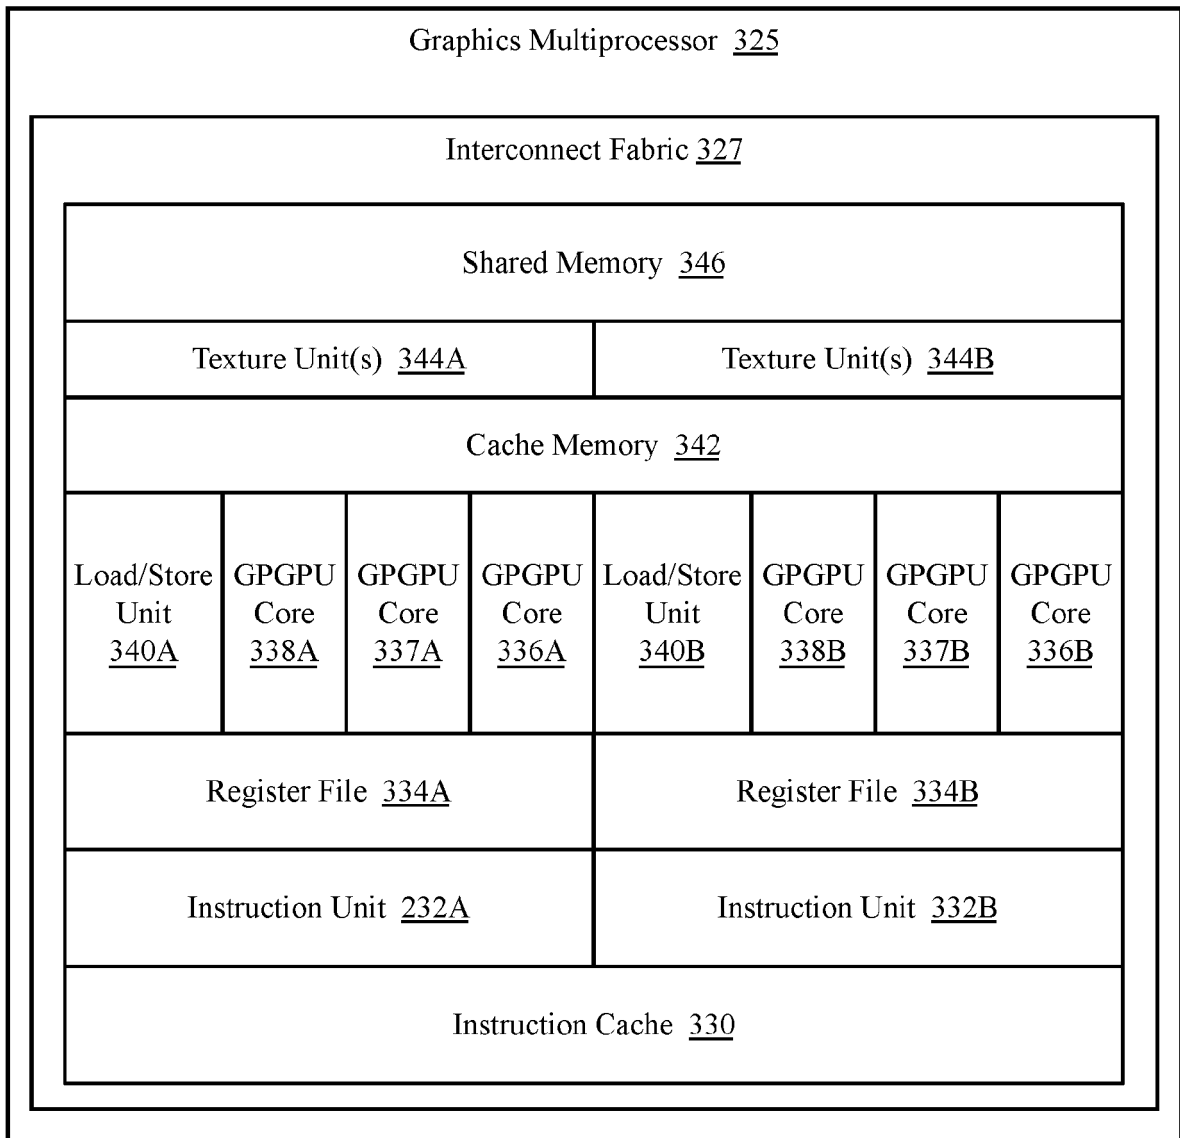 Graphics Multiprocessor 325
Interconnect Fabric 327
Shared Memory 346
Texture Unit(s) 344A
Texture Unit(s) 344B
Cache Memory 342
Load/Store
Unit
340A
GPGPU
Core
338A
GPGPU
Core
337A
GPGPU
Core
336A
Load/Store
Unit
340B
GPGPU
Core
338B
GPGPU
Core
337B
GPGPU
Core
336B
Register File 334A
Register File 334B
Instruction Unit 232A
Instruction Unit 332B
Instruction Cache 330